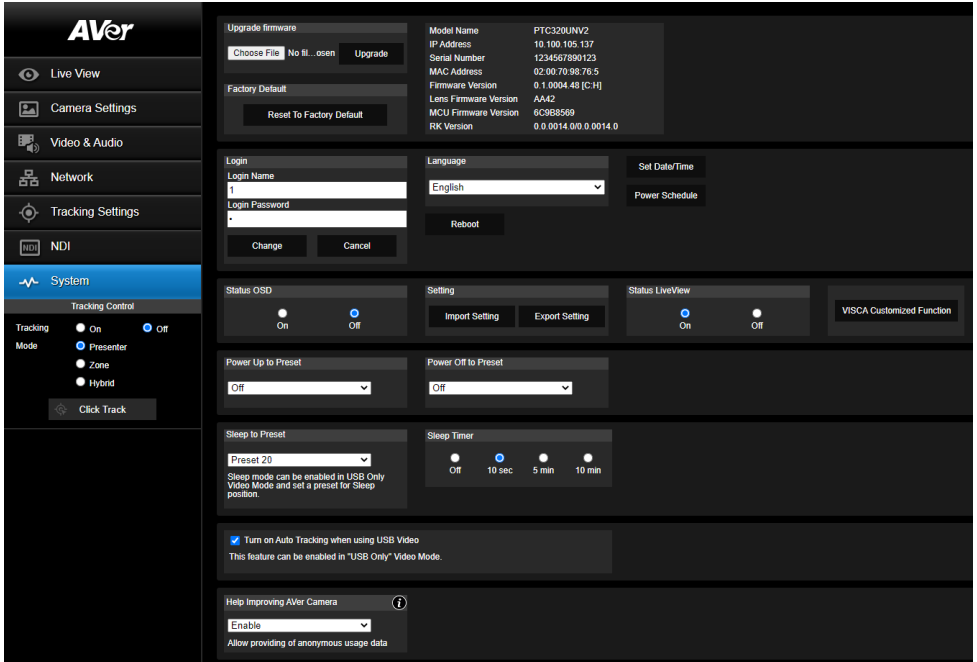 AVer
Live View
Camera Settings
Video & Audio
Network
Tracking Settings
NDI NDI
System
Tracking Control
Tracking On Off
Mode Presenter
Zone
Hybrid
Click Track
Upgrade firmware
Choose File No fil...osen Upgrade
Factory Default
Reset To Factory Default
Model Name PTC320UNV2
IP Address 10.100.105.137
Serial Number 1234567890123
MAC Address 02:00:70:98:76:5
Firmware Version 0.1.0004.48 [C:H]
Lens Firmware Version AA42
MCU Firmware Version 6C9B8569
RK Version 0.0.0014.0/0.0.0014.0
Login
Login Name
1
Login Password
Change Cancel
Language
English
Reboot
Set Date/Time
Power Schedule
Status OSD
On Off
Setting
Import Setting Export Setting
Status LiveView
On Off
VISCA Customized Function
Power Up to Preset
Off
Power Off to Preset
Off
Sleep to Preset
Preset 20
Sleep mode can be enabled in USB Only
Video Mode and set a preset for Sleep
position.
Sleep Timer
Off 10 sec 5 min 10 min
Turn on Auto Tracking when using USB Video
This feature can be enabled in "USB Only" Video Mode.
Help Improving AVer Camera i
Enable
Allow providing of anonymous usage data